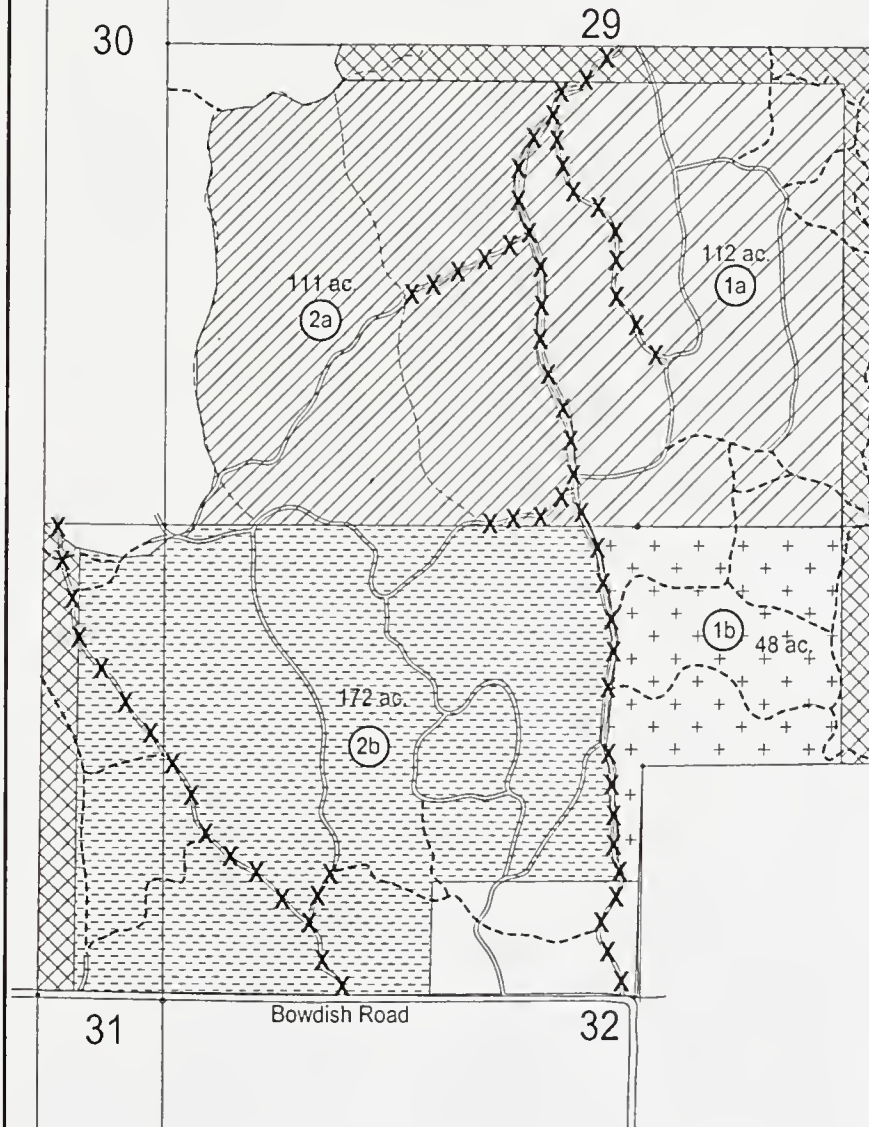 29
30
112 ac.
1a
111 ac.
2a
1b
48 ac.
172 ac.
2b
Bowdish Road
31
32